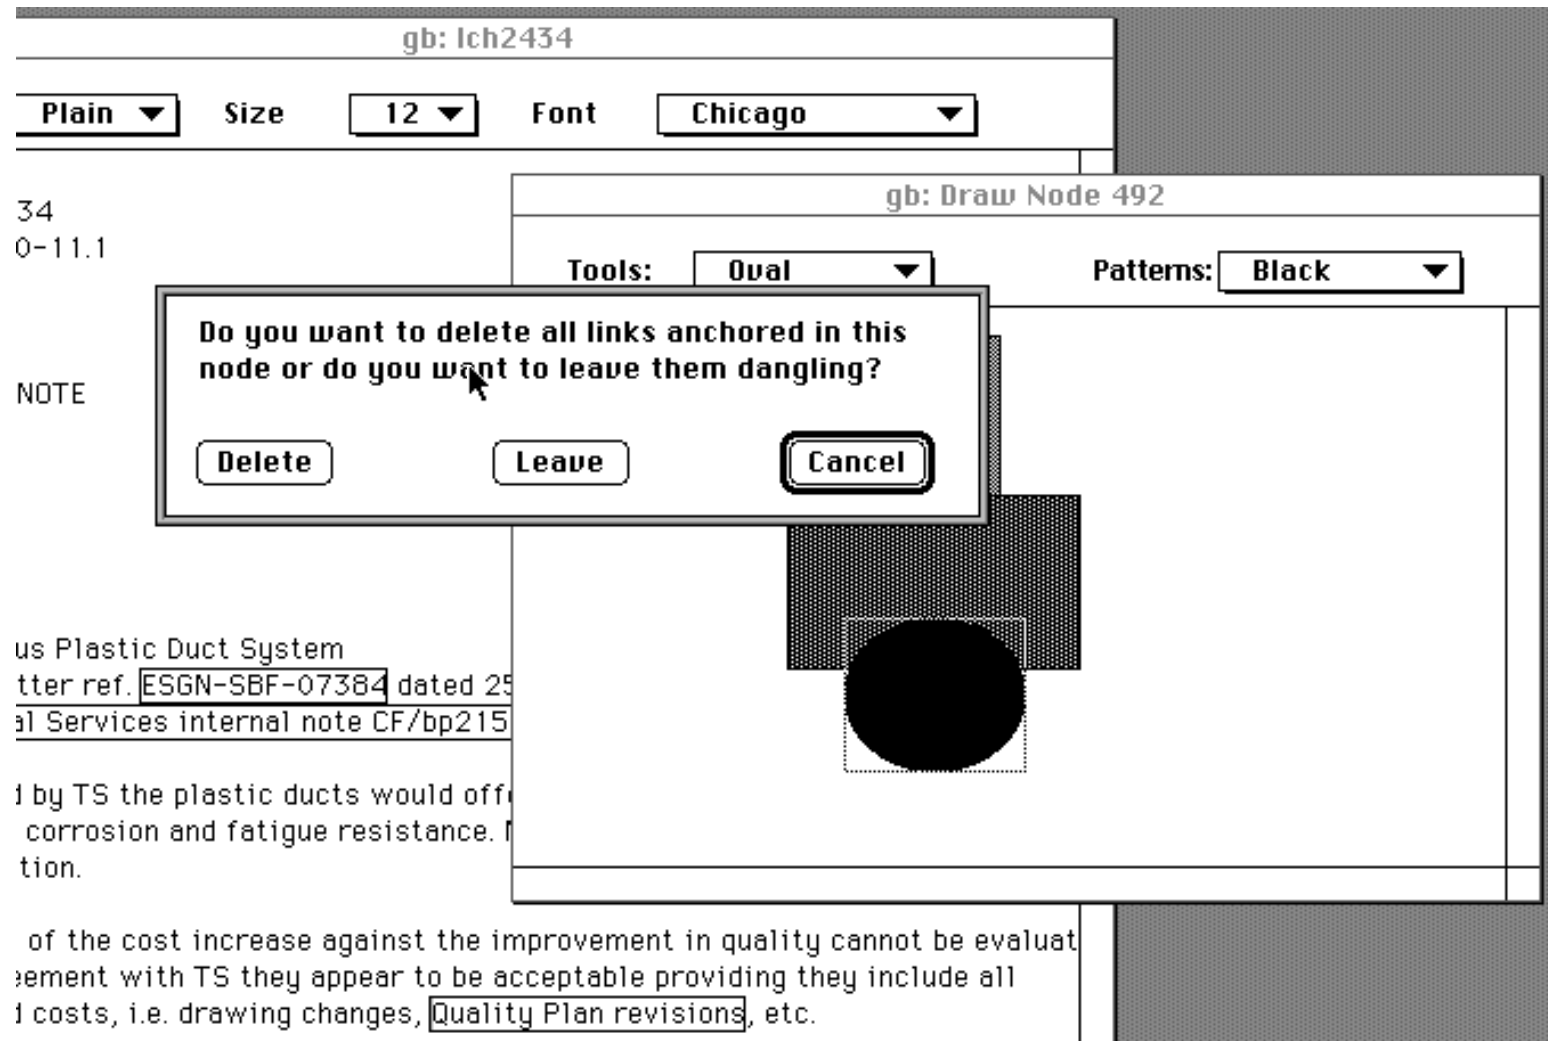 gb: lch2434
Plain Size 12 Font Chicago
gb: Draw Node 492
34
0-11.1
Tools: Oval Patterns: Black
Do you want to delete all links anchored in this
node or do you want to leave them dangling?
NOTE
Delete Leave Cancel
us Plastic Duct System
tter ref. ESGN-SBF-07384 dated 25
al Services internal note CF/bp215
d by TS the plastic ducts would offe
corrosion and fatigue resistance.
tion.
of the cost increase against the improvement in quality cannot be evaluat
eement with TS they appear to be acceptable providing they include all
d costs, i.e. drawing changes, Quality Plan revisions, etc.